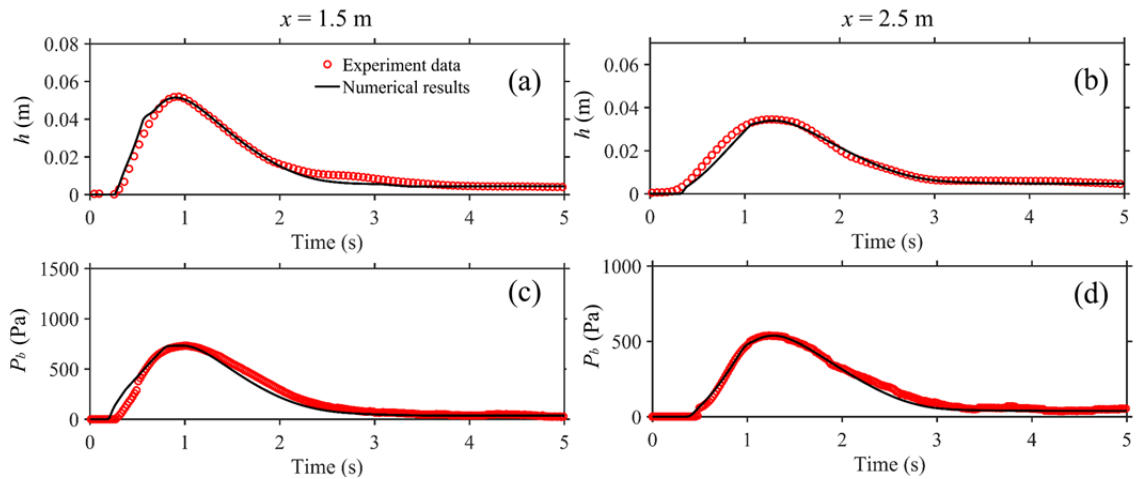 x = 1.5 m
x = 2.5 m
0.08
0.06
0.04
0.02
0
h (m)
Experiment data
Numerical results
(a)
0 1 2 3 4 5
Time (s)
0.06
0.04
0.02
0
h (m)
(b)
0 1 2 3 4 5
Time (s)
1500
1000
500
0
P_b (Pa)
(c)
0 1 2 3 4 5
Time (s)
1000
500
0
P_b (Pa)
(d)
0 1 2 3 4 5
Time (s)